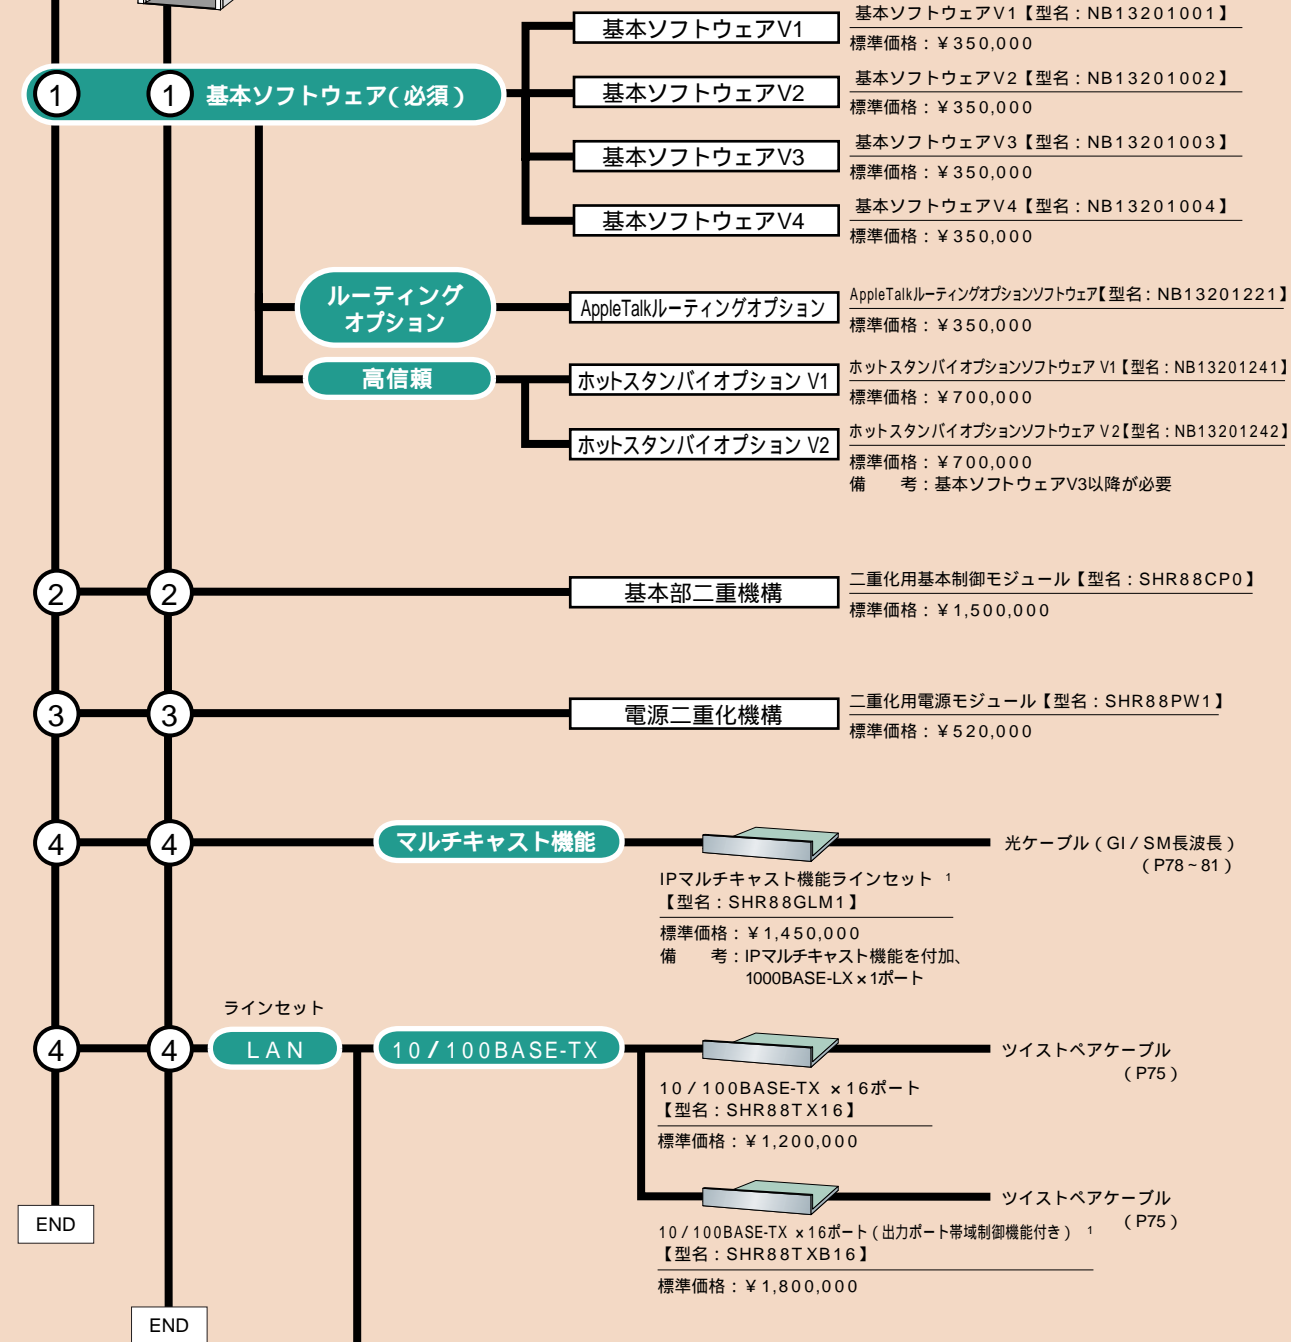 基本ソフトウェアV1
基本ソフトウェアV1【型名：NB13201001】
標準価格：￥350,000
1
1
基本ソフトウェア（必須）
基本ソフトウェアV2
基本ソフトウェアV2【型名：NB13201002】
標準価格：￥350,000
基本ソフトウェアV3
基本ソフトウェアV3【型名：NB13201003】
標準価格：￥350,000
基本ソフトウェアV4
基本ソフトウェアV4【型名：NB13201004】
標準価格：￥350,000
ルーティング
オプション
AppleTalkルーティングオプション
AppleTalkルーティングオプションソフトウェア【型名：NB13201221】
標準価格：￥350,000
高信頼
ホットスタンバイオプション V1
ホットスタンバイオプションソフトウェア V1【型名：NB13201241】
標準価格：￥700,000
ホットスタンバイオプション V2
ホットスタンバイオプションソフトウェア V2【型名：NB13201242】
標準価格：￥700,000
備　考：基本ソフトウェアV3以降が必要
2
2
基本部二重機構
二重化用基本制御モジュール【型名：SHR88CP0】
標準価格：￥1,500,000
3
3
電源二重化機構
二重化用電源モジュール【型名：SHR88PW1】
標準価格：￥520,000
4
4
マルチキャスト機能
光ケーブル（GI／SM長波長）
（P78～81）
IPマルチキャスト機能ラインセット 1
【型名：SHR88GLM1】
標準価格：￥1,450,000
備　考：IPマルチキャスト機能を付加、
1000BASE-LX×1ポート
ラインセット
4
4
LAN
10／100BASE-TX
ツイストペアケーブル
（P75）
10／100BASE-TX ×16ポート
【型名：SHR88TX16】
標準価格：￥1,200,000
ツイストペアケーブル
（P75）
10／100BASE-TX ×16ポート（出力ポート帯域制御機能付き） 1
【型名：SHR88TXB16】
標準価格：￥1,800,000
END
END